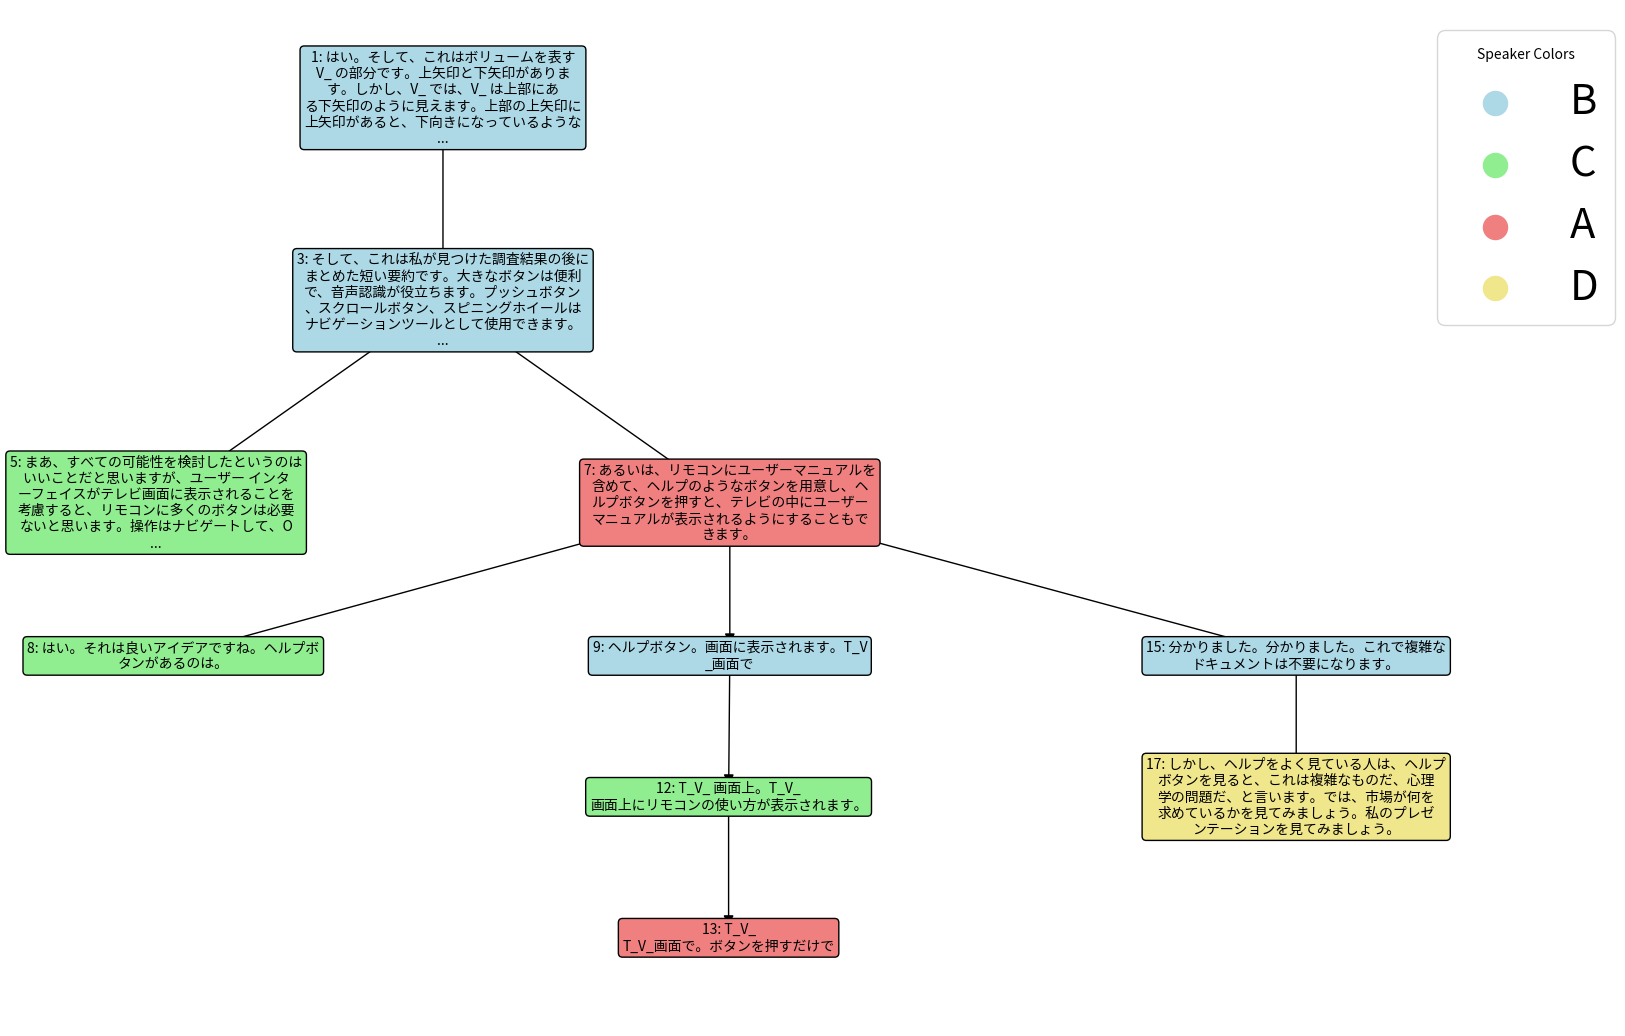 1: はい。そして、これはボリュームを表す
V_ の部分です。上矢印と下矢印がありま
す。しかし、V_ では、V_ は上部にあ
る下矢印のように見えます。上部の上矢印に
上矢印があると、下向きになっているような
...
Speaker Colors
B
C
A
D
3: そして、これは私が見つけた調査結果の後に
まとめた短い要約です。大きなボタンは便利
で、音声認識が役立ちます。プッシュボタン
、スクロールボタン、スピニングホイールは
ナビゲーションツールとして使用できます。
...
5: まあ、すべての可能性を検討したというのは
いいことだと思いますが、ユーザー インタ
ーフェイスがテレビ画面に表示されることを
考慮すると、リモコンに多くのボタンは必要
ないと思います。操作はナビゲートして、O
...
7: あるいは、リモコンにユーザーマニュアルを
含めて、ヘルプのようなボタンを用意し、ヘ
ルプボタンを押すと、テレビの中にユーザー
マニュアルが表示されるようにすることもで
きます。
8: はい。それは良いアイデアですね。ヘルプボ
タンがあるのは。
9: ヘルプボタン。画面に表示されます。T_V
_画面で
15: 分かりました。分かりました。これで複雑な
ドキュメントは不要になります。
12: T_V_ 画面上。T_V_
画面上にリモコンの使い方が表示されます。
17: しかし、ヘルプをよく見ている人は、ヘルプ
ボタンを見ると、これは複雑なものだ、心理
学の問題だ、と言います。では、市場が何を
求めているかを見てみましょう。私のプレゼ
ンテーションを見てみましょう。
13: T_V_
T_V_画面で。ボタンを押すだけで